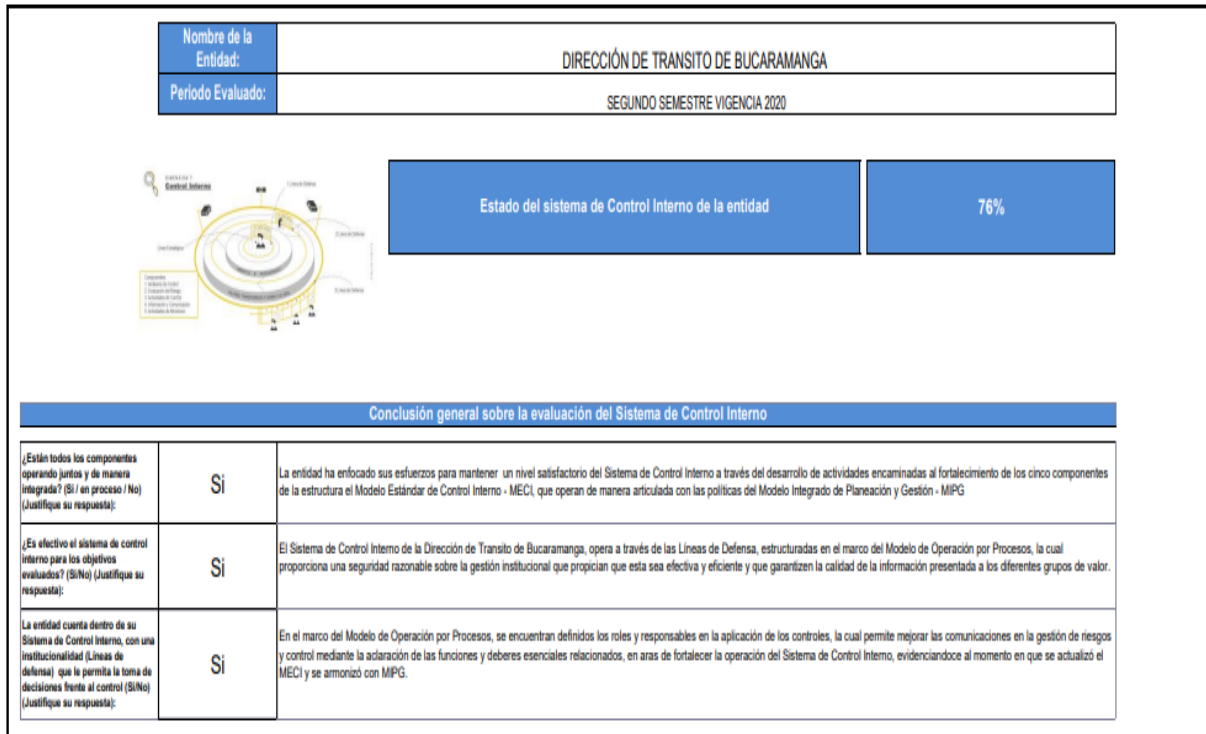 Nombre de la
Entidad:
DIRECCIÓN DE TRANSITO DE BUCARAMANGA
Periodo Evaluado:
SEGUNDO SEMESTRE VIGENCIA 2020
Control Interno
Estado del sistema de Control Interno de la entidad
76%
Conclusión general sobre la evaluación del Sistema de Control Interno
¿Están todos los componentes
operando juntos y de manera
integrada? (Si / en proceso / No)
(Justifique su respuesta):
Si
La entidad ha enfocado sus esfuerzos para mantener un nivel satisfactorio del Sistema de Control Interno a través del desarrollo de actividades encaminadas al fortalecimiento de los cinco componentes
de la estructura el Modelo Estándar de Control Interno - MECI, que operan de manera articulada con las políticas del Modelo Integrado de Planeación y Gestión - MIPG
¿Es efectivo el sistema de control
interno para los objetivos
evaluados? (Si/No) (Justifique su
respuesta):
Si
El Sistema de Control Interno de la Dirección de Transito de Bucaramanga, opera a través de las Líneas de Defensa, estructuradas en el marco del Modelo de Operación por Procesos, la cual
proporciona una seguridad razonable sobre la gestión institucional que propician que esta sea efectiva y eficiente y que garantizen la calidad de la información presentada a los diferentes grupos de valor.
La entidad cuenta dentro de su
Sistema de Control Interno, con una
institucionalidad (Líneas de
defensa) que le permita la toma de
decisiones frente al control (Si/No)
(Justifique su respuesta):
Si
En el marco del Modelo de Operación por Procesos, se encuentran definidos los roles y responsables en la aplicación de los controles, la cual permite mejorar las comunicaciones en la gestión de riesgos
y control mediante la aclaración de las funciones y deberes esenciales relacionados, en aras de fortalecer la operación del Sistema de Control Interno, evidenciandoce al momento en que se actualizó el
MECI y se armonizó con MIPG.